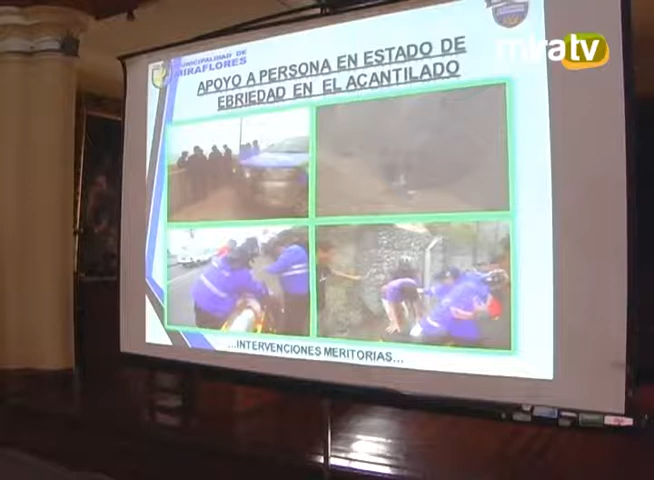 MUNICIPALIDAD DE
MIRAFLORES
miratv
APOYO A PERSONA EN ESTADO DE
EBRIEDAD EN EL ACANTILADO
...INTERVENCIONES MERITORIAS...